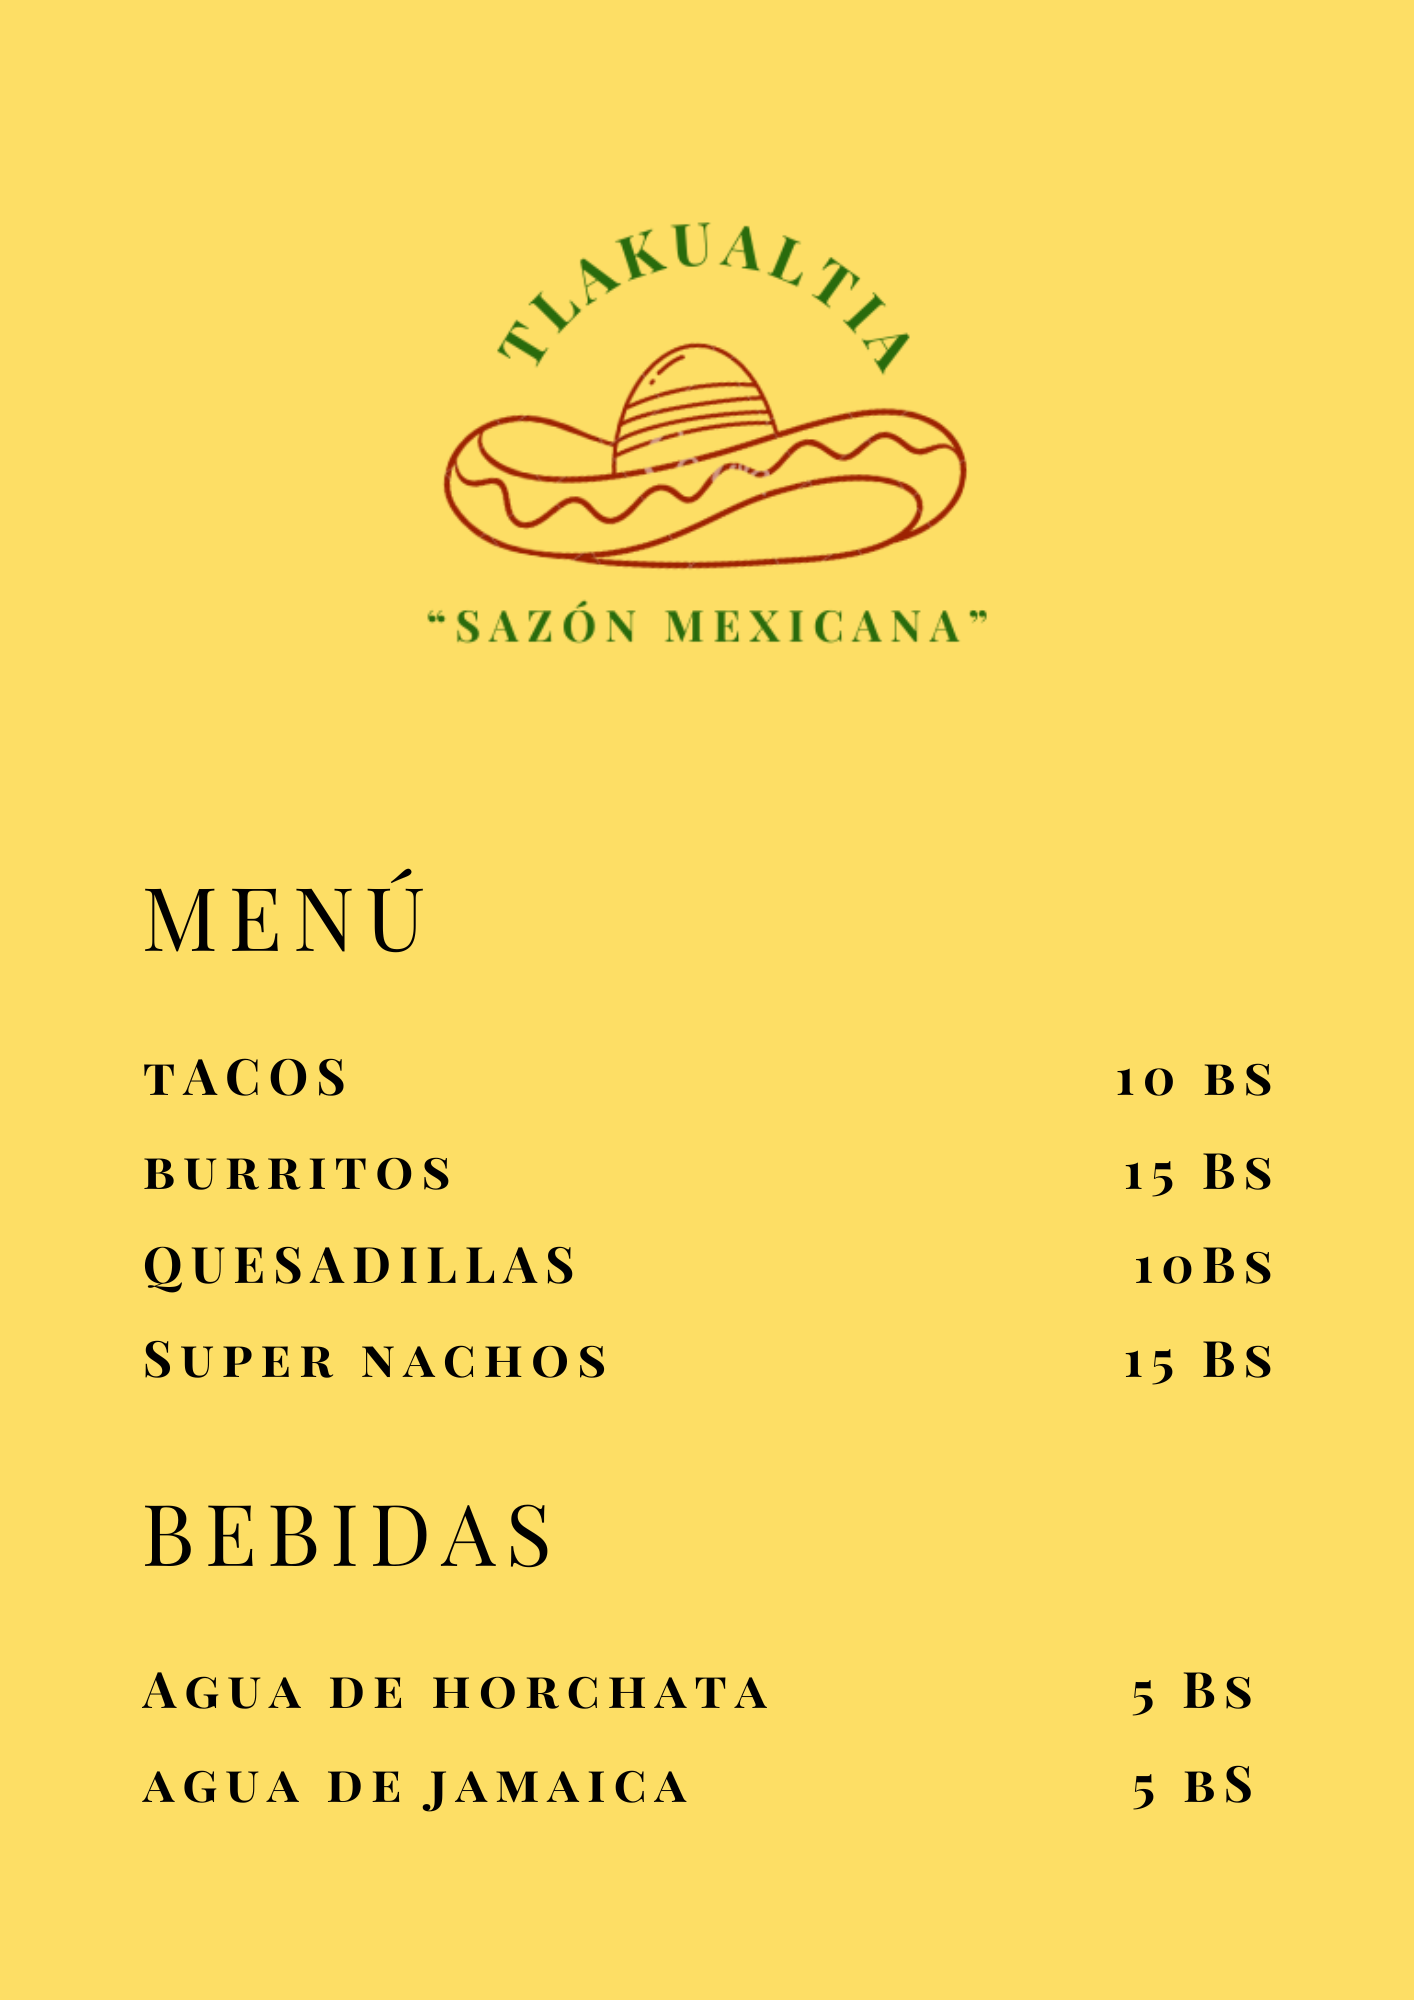 TLAKUALTIA
“SAZÓN MEXICANA”
MENÚ
tACOS 10 bs
burritos 15 Bs
QUESADILLAS 10Bs
Super nachos 15 Bs
BEBIDAS
Agua de horchata 5 Bs
agua de jamaica 5 bS